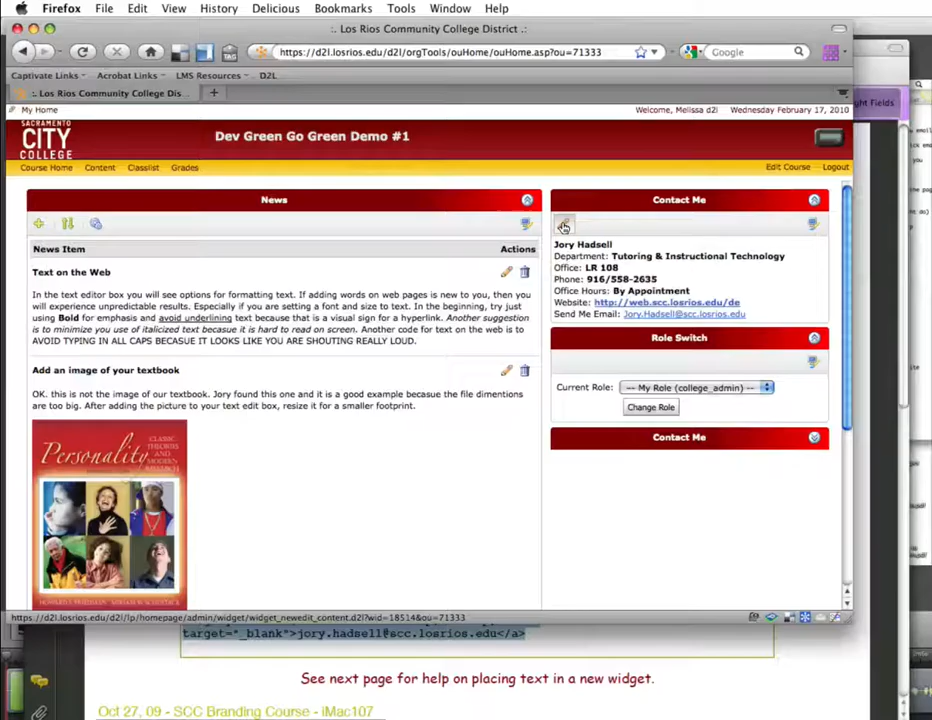 Firefox File Edit View History Delicious Bookmarks Tools Window Help
.: Los Rios Community College District :.
https://d2l.losrios.edu/d2l/orgTools/ouHome/ouHome.asp?ou=71333
Google
Captivate Links Acrobat Links LMS Resources D2L
.: Los Rios Community College Dis...
ght Fields
My Home
Welcome, Melissa d2l Wednesday February 17, 2010
SACRAMENTO
CITY
COLLEGE
Dev Green Go Green Demo #1
Course Home Content Classlist Grades
Edit Course Logout
News
Contact Me
News Item Actions
Text on the Web
In the text editor box you will see options for formatting text. If adding words on web pages is new to you, then you
will experience unpredictable results. Especially if you are setting a font and size to text. In the beginning, try just
using Bold for emphasis and avoid underlining text because that is a visual sign for a hyperlink. Another suggestion
is to minimize you use of italicized text becasue it is hard to read on screen. Another code for text on the web is to
AVOID TYPING IN ALL CAPS BECASUE IT LOOKS LIKE YOU ARE SHOUTING REALLY LOUD.
Add an image of your textbook
OK. this is not the image of our textbook. Jory found this one and it is a good example becasue the file dimentions
are too big. After adding the picture to your text edit box, resize it for a smaller footprint.
Personality
CLASSIC
THEORIES
AND
MODERN
RESEARCH
Jory Hadsell
Department: Tutoring & Instructional Technology
Office: LR 108
Phone: 916/558-2635
Office Hours: By Appointment
Website: http://web.scc.losrios.edu/de
Send Me Email: Jory.Hadsell@scc.losrios.edu
Role Switch
Current Role: -- My Role (college_admin) --
Change Role
Contact Me
https://d2l.losrios.edu/d2l/lp/homepage/admin/widget/widget_newedit_content.d2l?wid=18514&ou=71333
target="_blank">jory.hadsell@scc.losrios.edu</a>
See next page for help on placing text in a new widget.
Oct 27, 09 - SCC Branding Course - iMac107